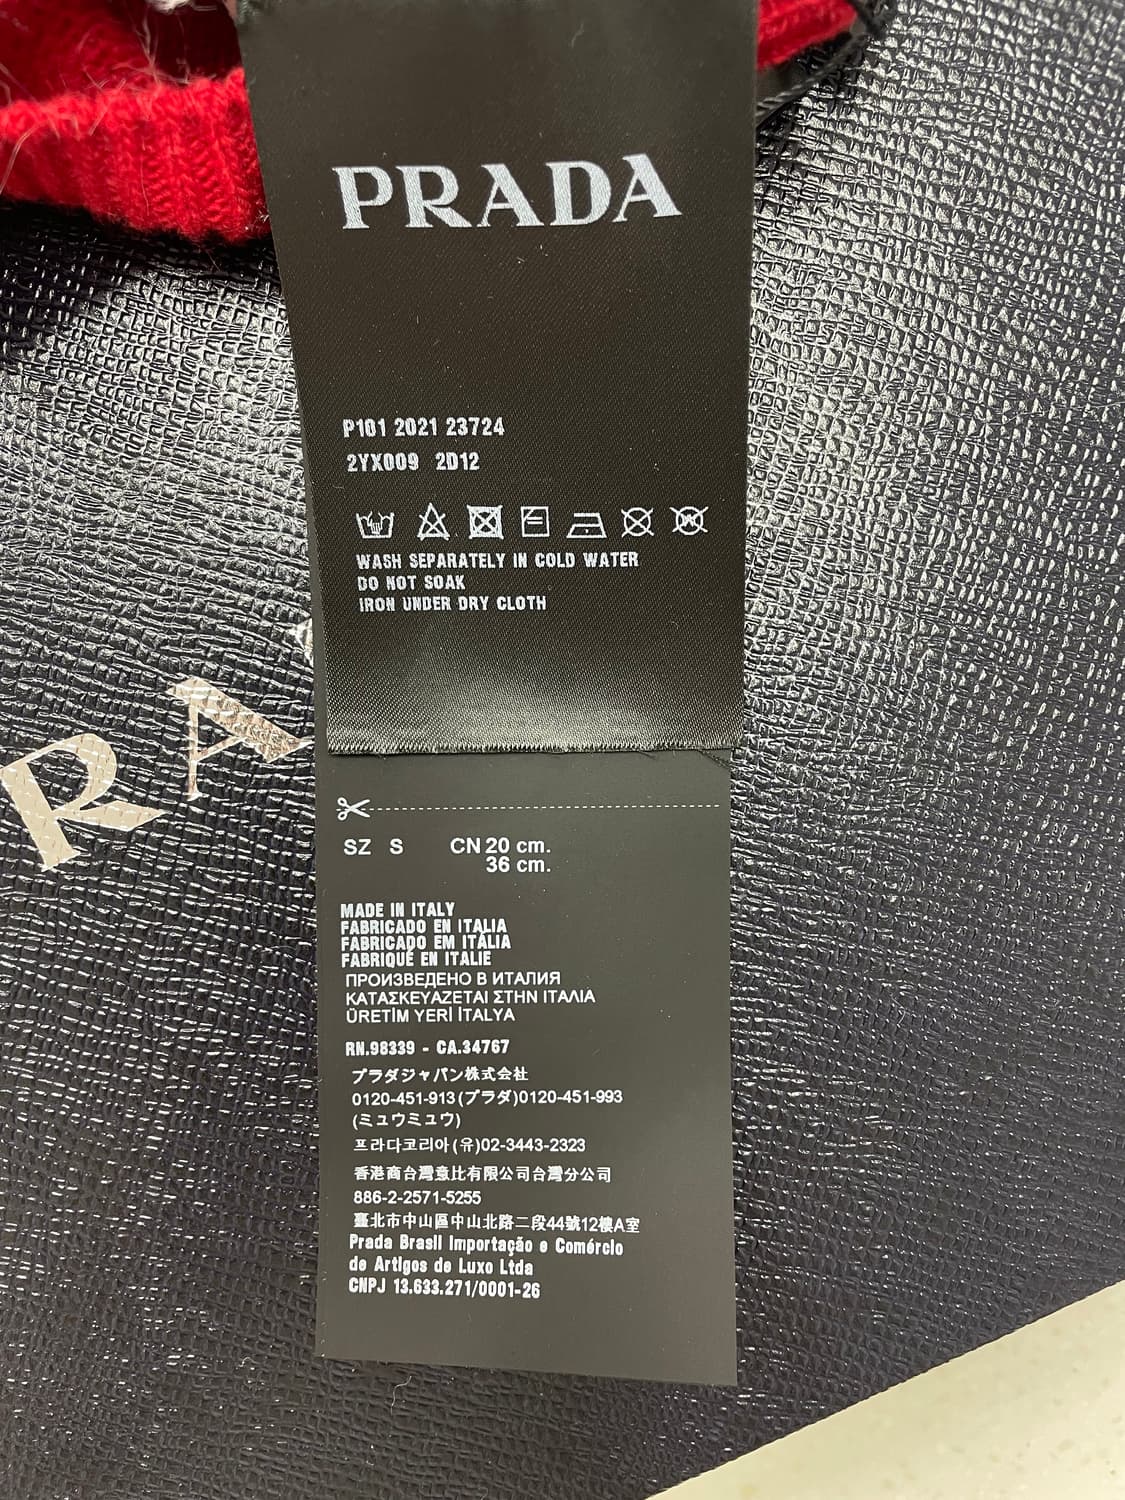 PRADA
P101 2021 23724
2YX009 2D12
WASH SEPARATELY IN COLD WATER
DO NOT SOAK
IRON UNDER DRY CLOTH
RA
SZ S CN 20 cm.
36 cm.
MADE IN ITALY
FABRICADO EN ITALIA
FABRICADO EM ITÁLIA
FABRIQUÉ EN ITALIE
ПРОИЗВЕДЕНО В ИТАЛИЯ
ΚΑΤΑΣΚΕΥΑΖΕΤΑΙ ΣΤΗΝ ΙΤΑΛΙΑ
ÜRETİM YERİ İTALYA
RN.98339 - CA.34767
プラダジャパン株式会社
0120-451-913(プラダ)0120-451-993
(ミュウミュウ)
프라다코리아(유)02-3443-2323
香港商台灣意比有限公司台灣分公司
886-2-2571-5255
臺北市中山區中山北路二段44號12樓A室
Prada Brasil Importação e Comércio
de Artigos de Luxo Ltda
CNPJ 13.633.271/0001-26